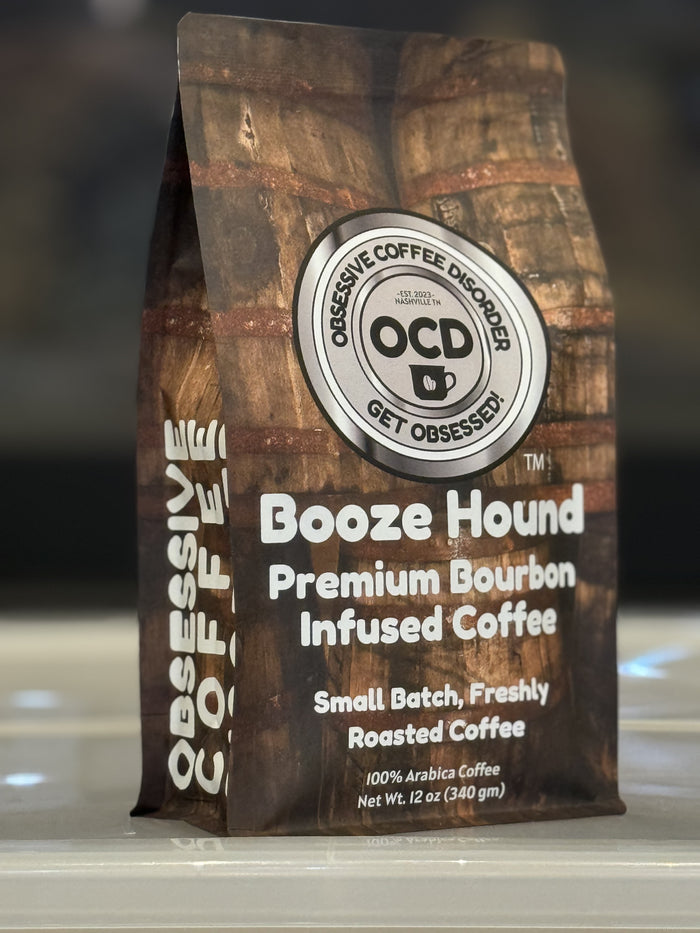 OBSESSIVE COFFEE DISORDER
-EST. 2023-
NASHVILLE TN
OCD
GET OBSESSED!
TM
Booze Hound
Premium Bourbon
Infused Coffee
Small Batch, Freshly
Roasted Coffee
100% Arabica Coffee
Net Wt. 12 oz (340 gm)
OBSESSIVE
COFFEE